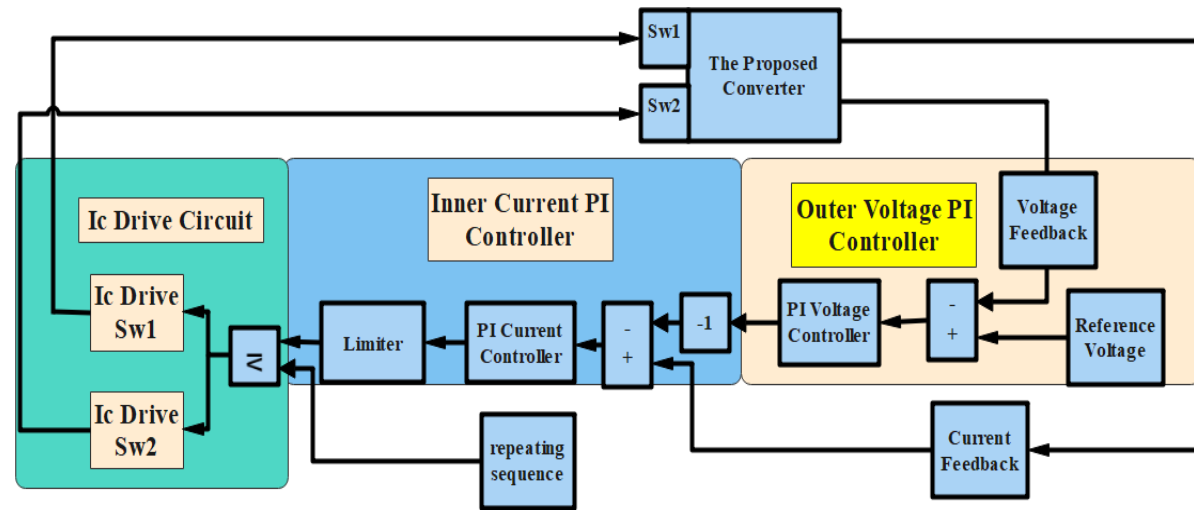 Sw1
The Proposed
Converter
Sw2
Ic Drive Circuit
Inner Current PI
Controller
Outer Voltage PI
Controller
Voltage
Feedback
Ic Drive
Sw1
IV
Limiter
PI Current
Controller
-
+
-1
PI Voltage
Controller
-
+
Reference
Voltage
Ic Drive
Sw2
repeating
sequence
Current
Feedback